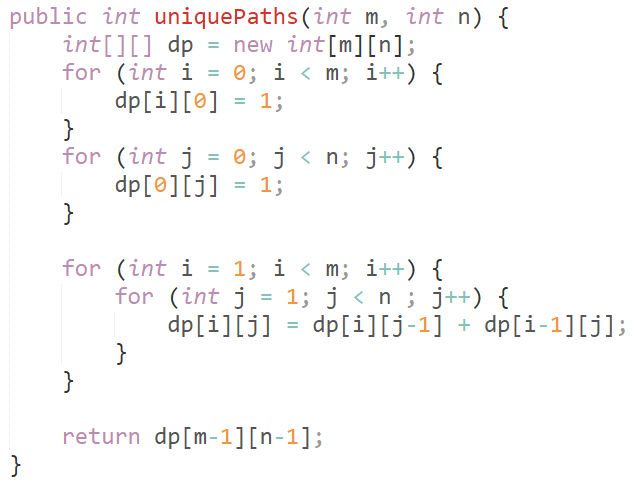 public int uniquePaths(int m, int n) {
    int[][] dp = new int[m][n];
    for (int i = 0; i < m; i++) {
        dp[i][0] = 1;
    }
    for (int j = 0; j < n; j++) {
        dp[0][j] = 1;
    }

    for (int i = 1; i < m; i++) {
        for (int j = 1; j < n ; j++) {
            dp[i][j] = dp[i][j-1] + dp[i-1][j];
        }
    }

    return dp[m-1][n-1];
}